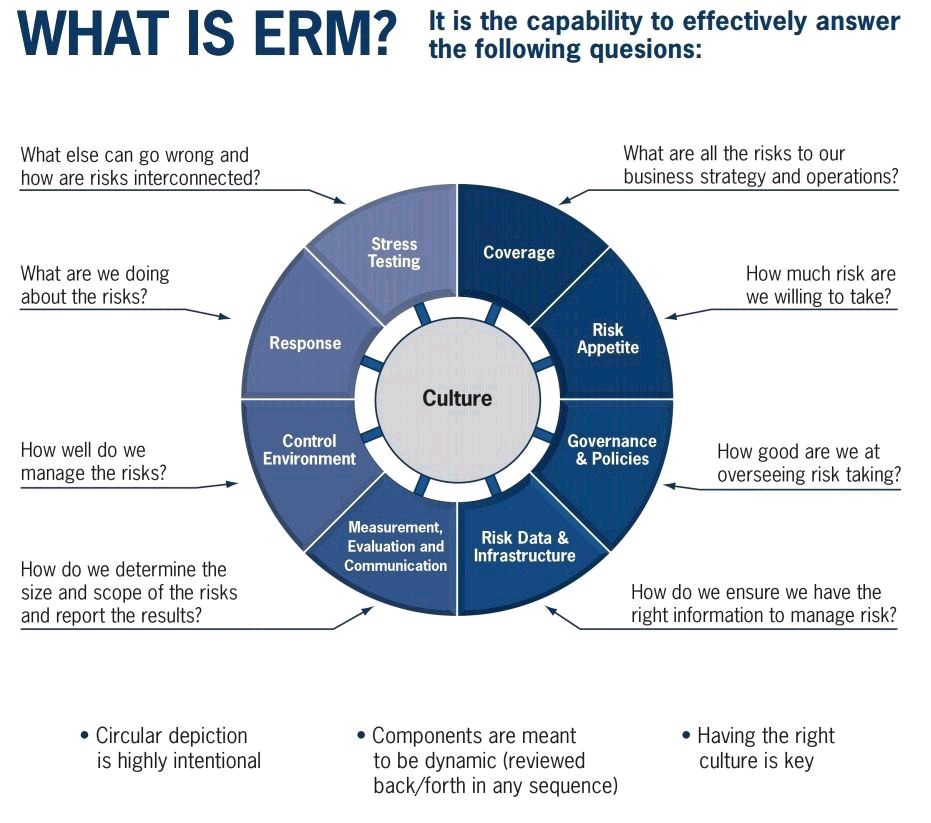 WHAT IS ERM?
It is the capability to effectively answer
the following quesions:
What else can go wrong and
how are risks interconnected?
What are all the risks to our
business strategy and operations?
Stress
Testing
Coverage
What are we doing
about the risks?
How much risk are
we willing to take?
Response
Risk
Appetite
Culture
Control
Environment
Governance
& Policies
How well do we
manage the risks?
How good are we at
overseeing risk taking?
Measurement,
Evaluation and
Communication
Risk Data &
Infrastructure
How do we determine the
size and scope of the risks
and report the results?
How do we ensure we have the
right information to manage risk?
• Circular depiction
is highly intentional
• Components are meant
to be dynamic (reviewed
back/forth in any sequence)
• Having the right
culture is key